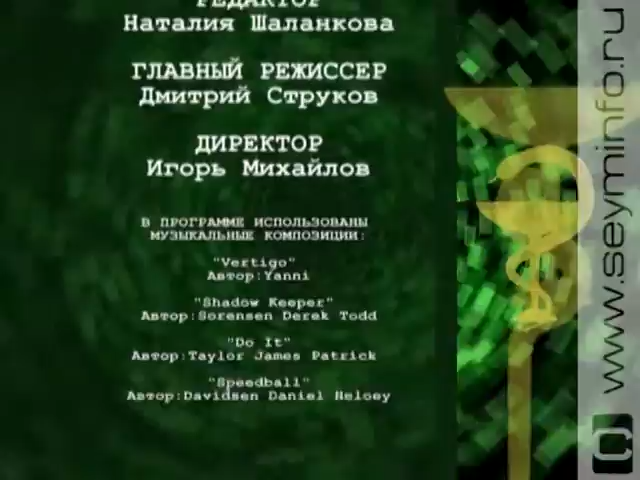 РЕДАКТОР
Наталия Шаланкова
ГЛАВНЫЙ РЕЖИССЕР
Дмитрий Струков
ДИРЕКТОР
Игорь Михайлов
В ПРОГРАММЕ ИСПОЛЬЗОВАНЫ
МУЗЫКАЛЬНЫЕ КОМПОЗИЦИИ:
"Vertigo"
Автор:Yanni
"Shadow Keeper"
Автор:Sorensen Derek Todd
"Do It"
Автор:Taylor James Patrick
"Speedball"
Автор:Davidsen Daniel Heloey
www.seyminfo.ru